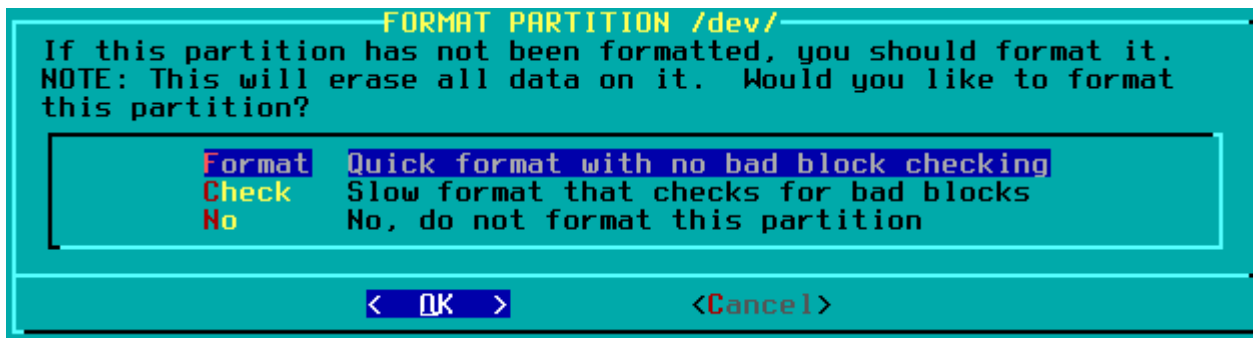 FORMAT PARTITION /dev/
If this partition has not been formatted, you should format it.
NOTE: This will erase all data on it.  Would you like to format
this partition?
Format  Quick format with no bad block checking
Check   Slow format that checks for bad blocks
No      No, do not format this partition
<  OK  >          <Cancel>